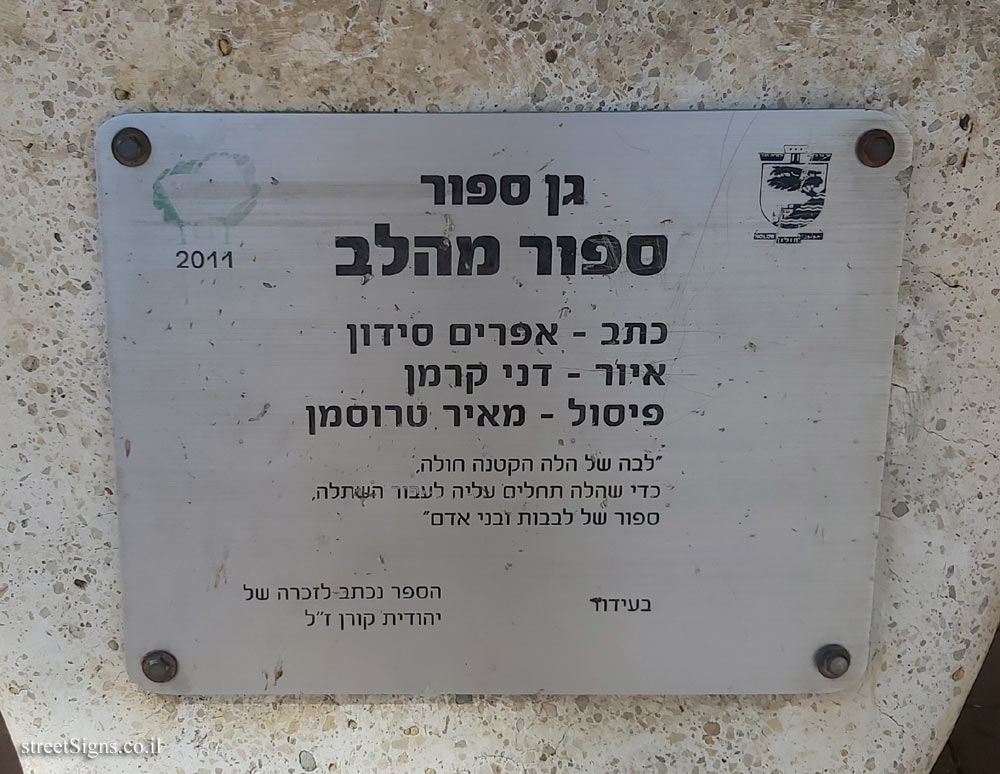 גן ספור
ספור מהלב
2011
כתב - אפרים סידון
איור - דני קרמן
פיסול - מאיר טרוסמן
"לבה של הלה הקטנה חולה,
כדי שהלה תחלים עליה לעבור השתלה,
ספור של לבבות ובני אדם"
הספר נכתב לזכרה של
יהודית קורן ז"ל
HOLON
חולון
streetSigns.co.il